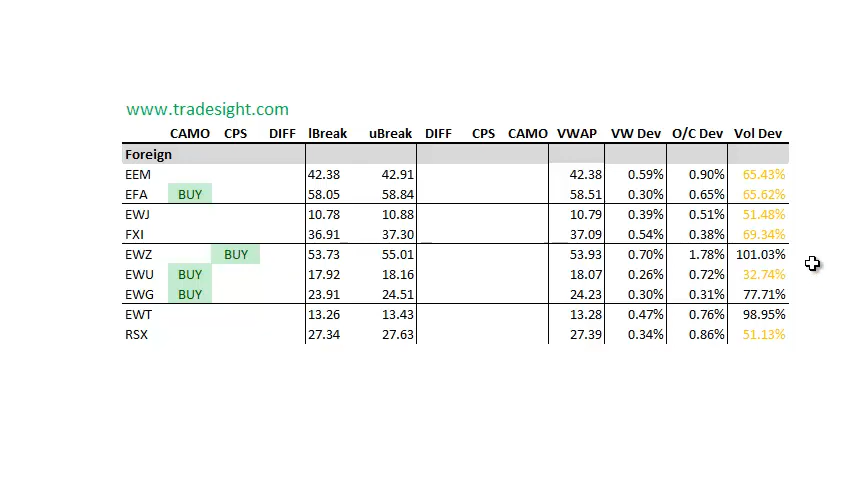 www.tradesight.com
CAMO CPS DIFF lBreak uBreak DIFF CPS CAMO VWAP VW Dev O/C Dev Vol Dev
Foreign
EEM 42.38 42.91 42.38 0.59% 0.90% 65.43%
EFA BUY 58.05 58.84 58.51 0.30% 0.65% 65.62%
EWJ 10.78 10.88 10.79 0.39% 0.51% 51.48%
FXI 36.91 37.30 37.09 0.54% 0.38% 69.34%
EWZ BUY 53.73 55.01 53.93 0.70% 1.78% 101.03%
EWU BUY 17.92 18.16 18.07 0.26% 0.72% 32.74%
EWG BUY 23.91 24.51 24.23 0.30% 0.31% 77.71%
EWT 13.26 13.43 13.28 0.47% 0.76% 98.95%
RSX 27.34 27.63 27.39 0.34% 0.86% 51.13%